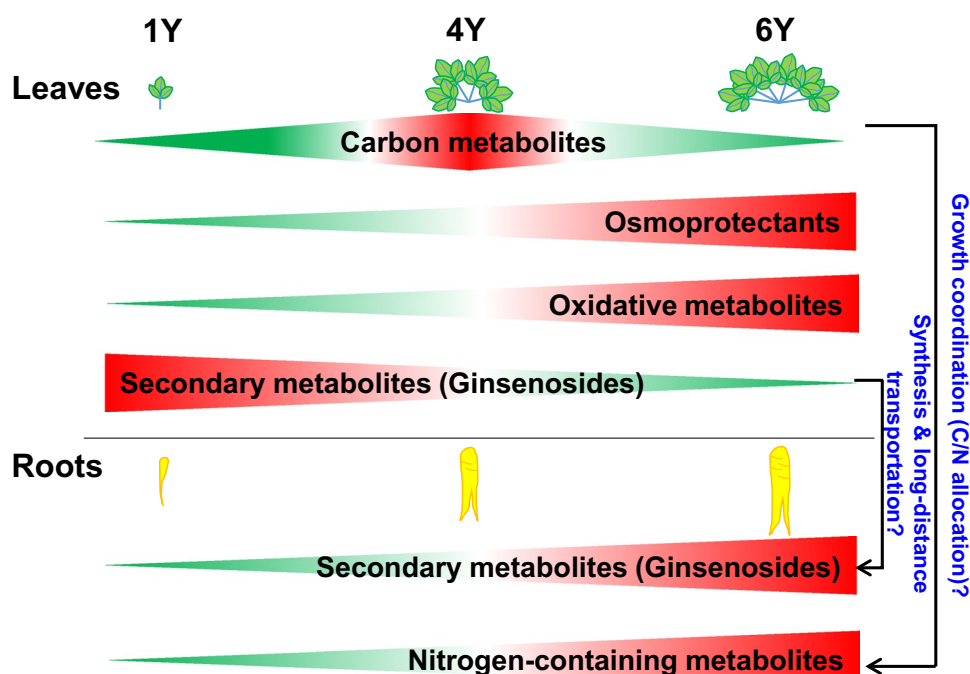 1Y 4Y 6Y
Leaves
Carbon metabolites
Osmoprotectants
Oxidative metabolites
Secondary metabolites (Ginsenosides)
Roots
Secondary metabolites (Ginsenosides)
Nitrogen-containing metabolites
Synthesis & long-distance
transportation?
Growth coordination (C/N allocation)?